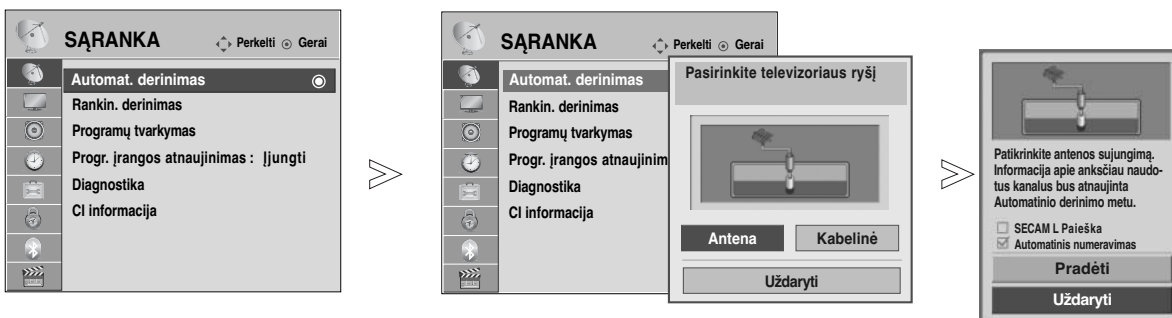 SĄRANKA
Perkelti Gerai
Automat. derinimas
Rankin. derinimas
Programų tvarkymas
Progr. įrangos atnaujinimas : Įjungti
Diagnostika
CI informacija
SĄRANKA
Perkelti Gerai
Automat. derinimas
Rankin. derinimas
Programų tvarkymas
Progr. įrangos atnaujinim
Diagnostika
CI informacija
Pasirinkite televizoriaus ryšį
Antena
Kabelinė
Uždaryti
Patikrinkite antenos sujungimą.
Informacija apie anksčiau naudo-
tus kanalus bus atnaujinta
Automatinio derinimo metu.
SECAM L Paieška
Automatinis numeravimas
Pradėti
Uždaryti